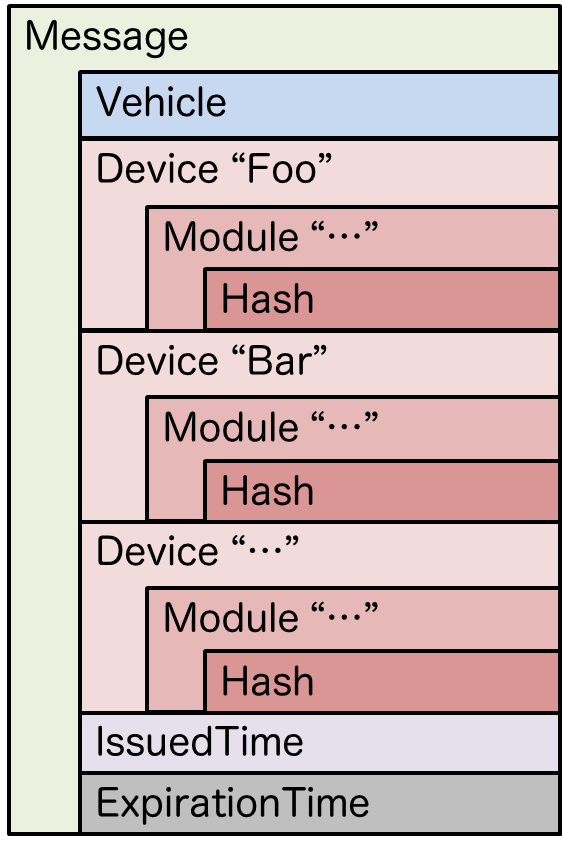 Message
Vehicle
Device “Foo”
Module “…”
Hash
Device “Bar”
Module “…”
Hash
Device “…”
Module “…”
Hash
IssuedTime
ExpirationTime